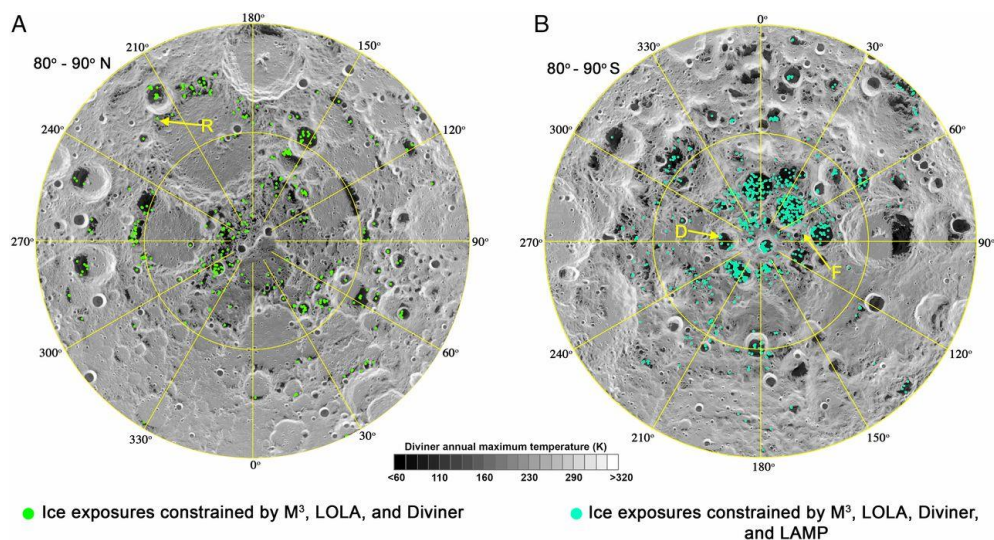 A
B
180°
150°
120°
90°
60°
30°
0°
330°
300°
270°
240°
210°
80° - 90° N
R
0°
30°
60°
90°
120°
150°
180°
210°
240°
270°
300°
330°
80° - 90° S
D
F
Diviner annual maximum temperature (K)
<60 110 160 230 290 >320
Ice exposures constrained by M³, LOLA, and Diviner
Ice exposures constrained by M³, LOLA, Diviner,
and LAMP